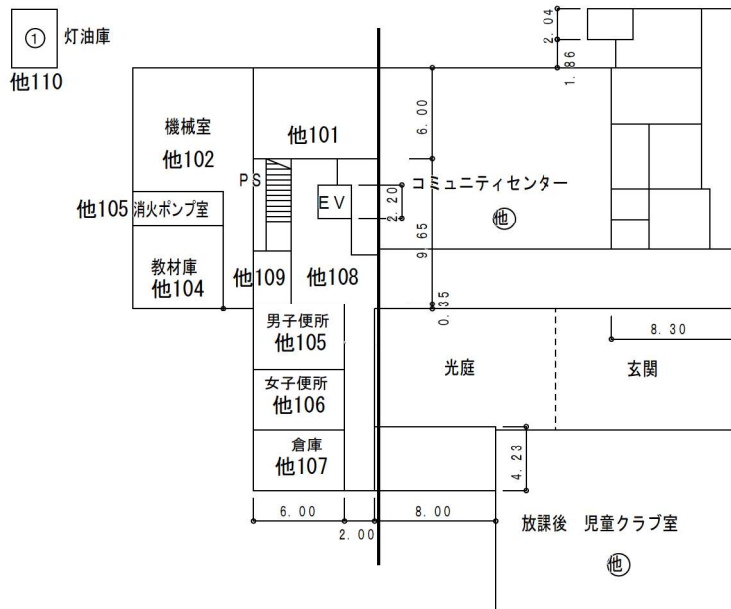 ① 灯油庫
他110
2.04
1.86
機械室
他102
他101
6.00
PS
EV
2.20
コミュニティセンター
他
他105 消火ポンプ室
教材庫
他104
他109
他108
9.65
0.35
男子便所
他105
8.30
光庭
玄関
女子便所
他106
倉庫
他107
4.23
6.00
2.00
8.00
放課後 児童クラブ室
他